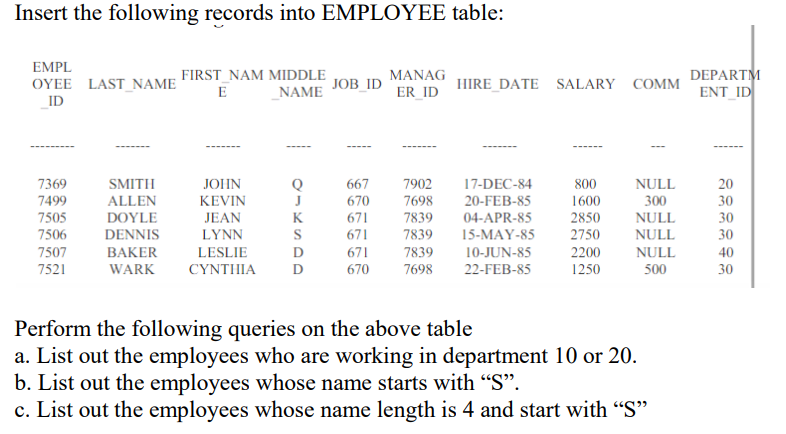 Insert the following records into EMPLOYEE table:
EMPL
OYEE LAST_NAME FIRST_NAM MIDDLE JOB_ID MANAG HIRE_DATE SALARY COMM DEPARTM
_ID E _NAME ER_ID ENT_ID
--------- ------- ------- ----- ----- ------- ------- ------ --- ------
7369 SMITH JOHN Q 667 7902 17-DEC-84 800 NULL 20
7499 ALLEN KEVIN J 670 7698 20-FEB-85 1600 300 30
7505 DOYLE JEAN K 671 7839 04-APR-85 2850 NULL 30
7506 DENNIS LYNN S 671 7839 15-MAY-85 2750 NULL 30
7507 BAKER LESLIE D 671 7839 10-JUN-85 2200 NULL 40
7521 WARK CYNTHIA D 670 7698 22-FEB-85 1250 500 30
Perform the following queries on the above table
a. List out the employees who are working in department 10 or 20.
b. List out the employees whose name starts with “S”.
c. List out the employees whose name length is 4 and start with “S”